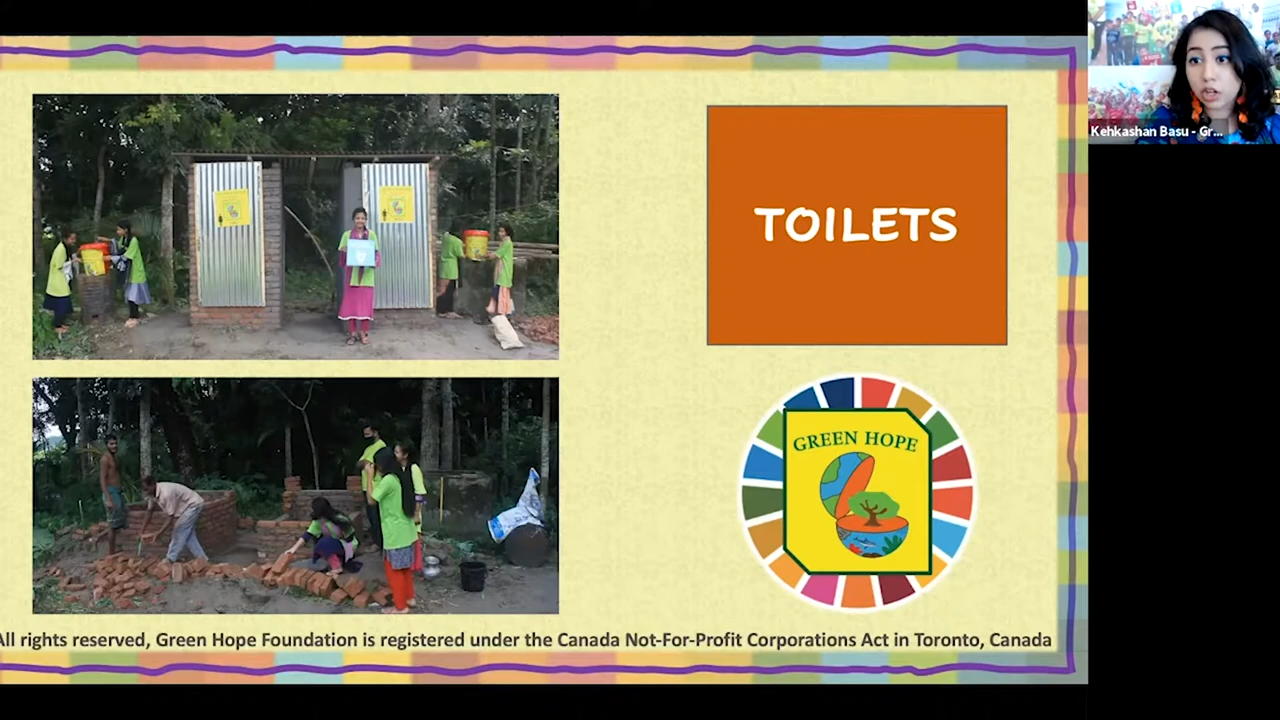 TOILETS
GREEN HOPE
Kehkashan Basu - Gr...
All rights reserved, Green Hope Foundation is registered under the Canada Not-For-Profit Corporations Act in Toronto, Canada